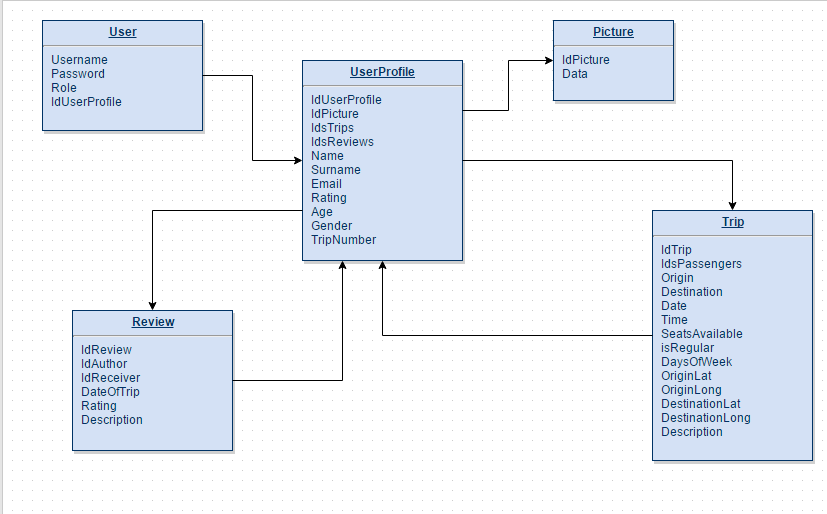 User
Username
Password
Role
IdUserProfile
UserProfile
IdUserProfile
IdPicture
IdsTrips
IdsReviews
Name
Surname
Email
Rating
Age
Gender
TripNumber
Picture
IdPicture
Data
Review
IdReview
IdAuthor
IdReceiver
DateOfTrip
Rating
Description
Trip
IdTrip
IdsPassengers
Origin
Destination
Date
Time
SeatsAvailable
isRegular
DaysOfWeek
OriginLat
OriginLong
DestinationLat
DestinationLong
Description